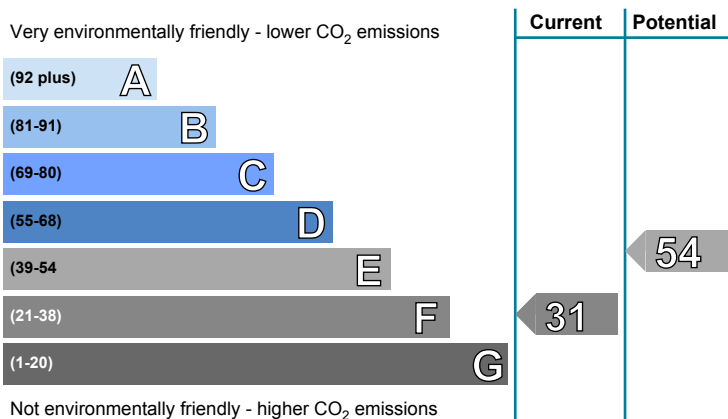 Very environmentally friendly - lower CO2 emissions
Current
Potential
(92 plus) A
(81-91) B
(69-80) C
(55-68) D
(39-54 E
54
(21-38) F
31
(1-20) G
Not environmentally friendly - higher CO2 emissions